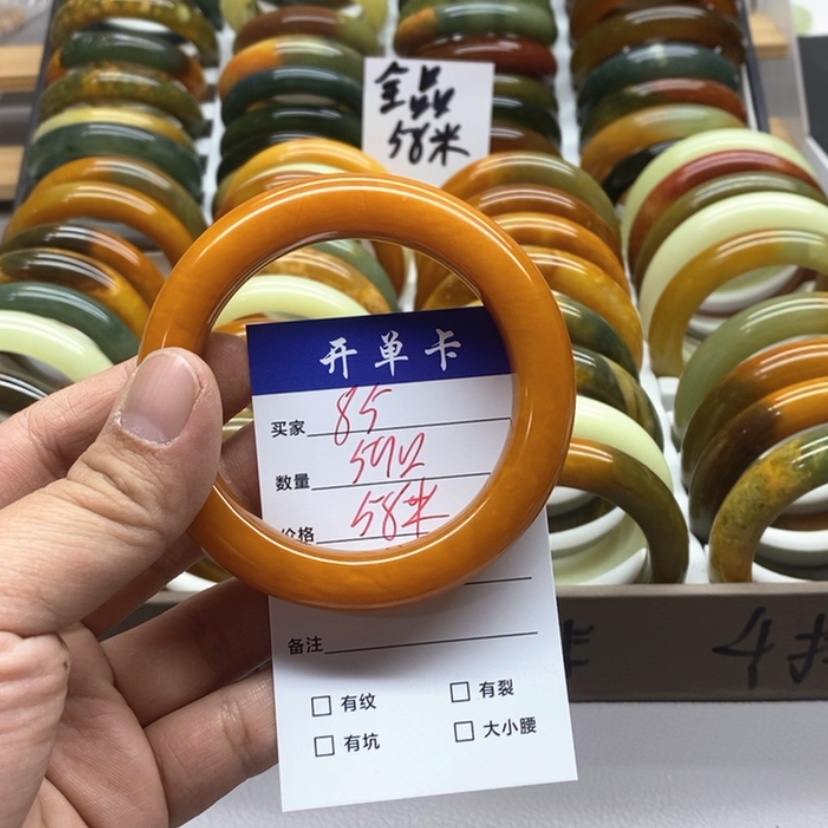 全品
58米
开单卡
买家 85
数量
价格 58米
备注
有纹 有裂
有坑 大小腰